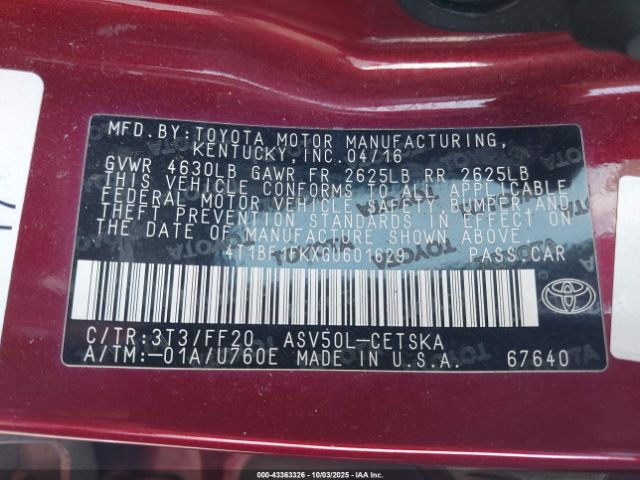 MFD. BY: TOYOTA MOTOR MANUFACTURING,
KENTUCKY, INC. 04/16
GVWR 4630LB GAWR FR 2625LB RR 2625LB
THIS VEHICLE CONFORMS TO ALL APPLICABLE
FEDERAL MOTOR VEHICLE SAFETY, BUMPER, AND
THEFT PREVENTION STANDARDS IN EFFECT ON
THE DATE OF MANUFACTURE SHOWN ABOVE.
4T1BF1FKXGU601629 PASS.CAR
C/TR:3T3/FF20 ASV50L-CETSKA
A/TM:-01A/U760E MADE IN U.S.A. 67640
TOYOTA
© - 000-43363326 - 10/03/2025 - IAAI.COM